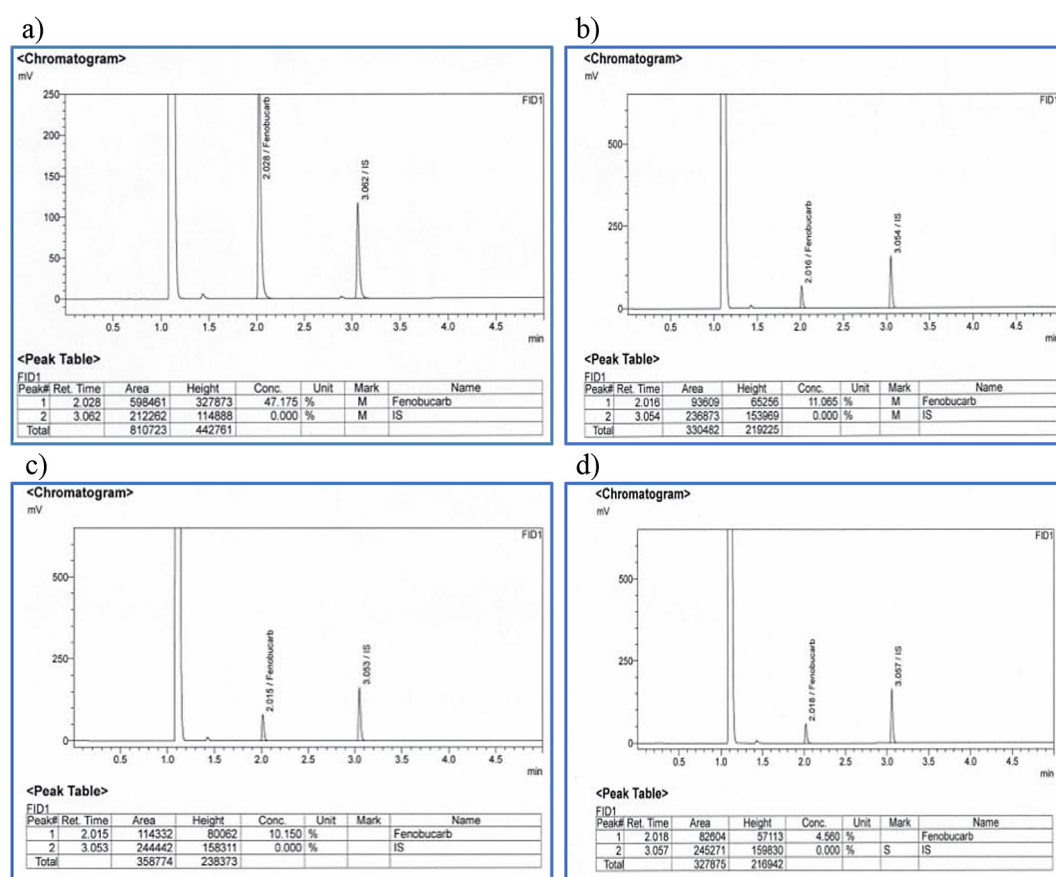 a)
<Chromatogram>
mV
FID1
250
200
150
100
50
0
2.028 / Fenobucarb
3.062 / IS
0.5 1.0 1.5 2.0 2.5 3.0 3.5 4.0 4.5
min
<Peak Table>
FID1
Peak# Ret. Time Area Height Conc. Unit Mark Name
1 2.028 598461 327873 47.175 % M Fenobucarb
2 3.062 212262 114888 0.000 % M IS
Total 810723 442761
b)
<Chromatogram>
mV
FID1
500
250
0
2.016 / Fenobucarb
3.054 / IS
0.5 1.0 1.5 2.0 2.5 3.0 3.5 4.0 4.5
min
<Peak Table>
FID1
Peak# Ret. Time Area Height Conc. Unit Mark Name
1 2.016 93609 65256 11.065 % M Fenobucarb
2 3.054 236873 153969 0.000 % M IS
Total 330482 219225
c)
<Chromatogram>
mV
FID1
500
250
0
2.015 / Fenobucarb
3.053 / IS
0.5 1.0 1.5 2.0 2.5 3.0 3.5 4.0 4.5
min
<Peak Table>
FID1
Peak# Ret. Time Area Height Conc. Unit Mark Name
1 2.015 114332 80062 10.150 % Fenobucarb
2 3.053 244442 158311 0.000 % IS
Total 358774 238373
d)
<Chromatogram>
mV
FID1
500
250
0
2.018 / Fenobucarb
3.057 / IS
0.5 1.0 1.5 2.0 2.5 3.0 3.5 4.0 4.5
min
<Peak Table>
FID1
Peak# Ret. Time Area Height Conc. Unit Mark Name
1 2.018 82604 57113 4.560 % Fenobucarb
2 3.057 245271 159830 0.000 % S IS
Total 327875 216942